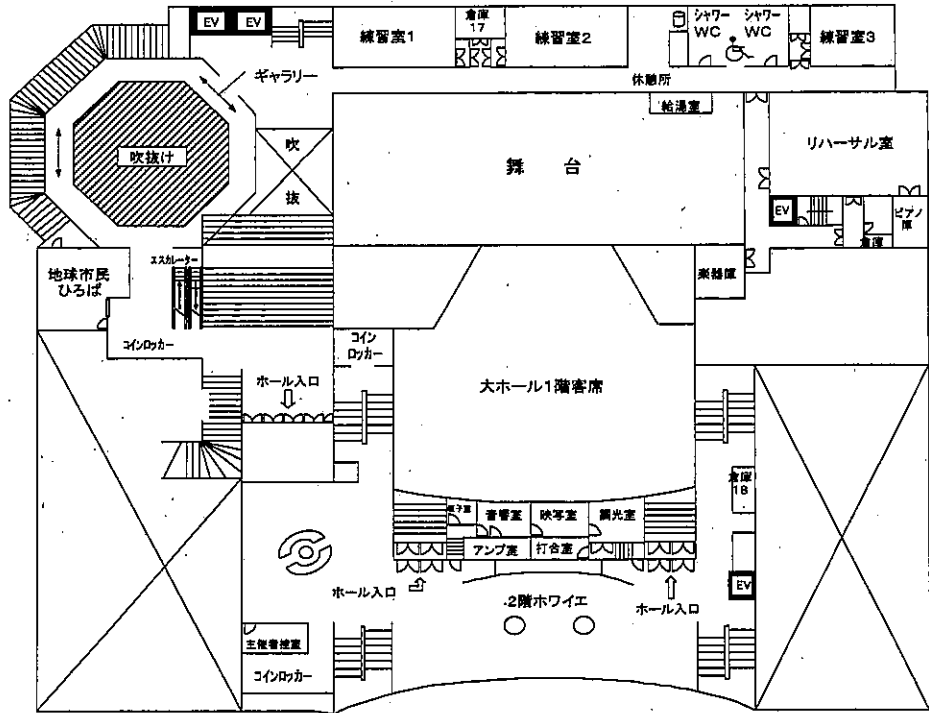 EV
EV
練習室1
倉庫
17
練習室2
シャワー
WC
シャワー
WC
練習室3
ギャラリー
休憩所
給湯室
吹抜け
吹
抜
舞 台
リハーサル室
EV
倉庫
ピアノ
庫
地球市民
ひろば
エスカレーター
楽器庫
コインロッカー
コイン
ロッカー
ホール入口
大ホール1階客席
倉庫
18
音響室
映写室
調光室
アンプ室
打合室
ホール入口
2階ホワイエ
ホール入口
EV
主催者控室
コインロッカー